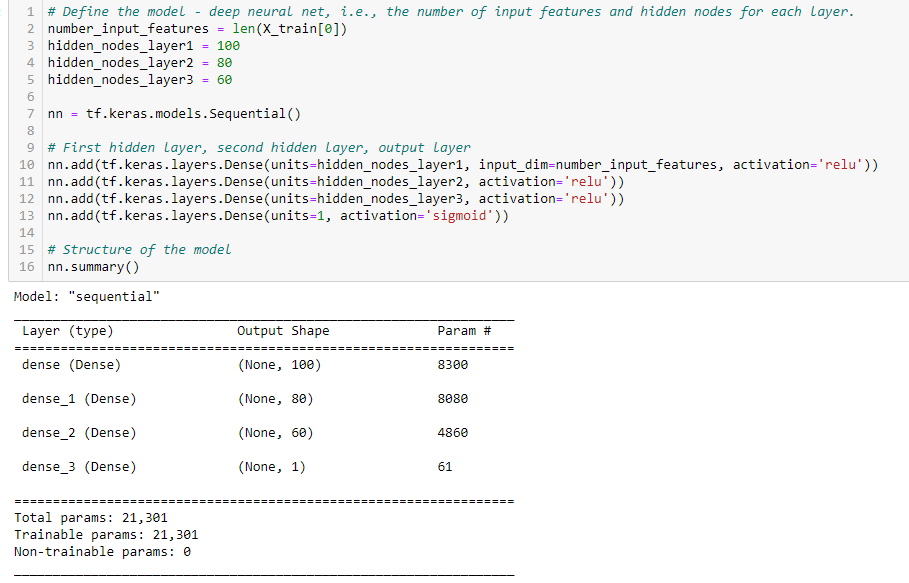 1 # Define the model - deep neural net, i.e., the number of input features and hidden nodes for each layer.
2 number_input_features = len(X_train[0])
3 hidden_nodes_layer1 = 100
4 hidden_nodes_layer2 = 80
5 hidden_nodes_layer3 = 60
6
7 nn = tf.keras.models.Sequential()
8
9 # First hidden layer, second hidden layer, output layer
10 nn.add(tf.keras.layers.Dense(units=hidden_nodes_layer1, input_dim=number_input_features, activation='relu'))
11 nn.add(tf.keras.layers.Dense(units=hidden_nodes_layer2, activation='relu'))
12 nn.add(tf.keras.layers.Dense(units=hidden_nodes_layer3, activation='relu'))
13 nn.add(tf.keras.layers.Dense(units=1, activation='sigmoid'))
14
15 # Structure of the model
16 nn.summary()
Model: "sequential"
_________________________________________________________________
Layer (type) Output Shape Param #
=================================================================
dense (Dense) (None, 100) 8300
dense_1 (Dense) (None, 80) 8080
dense_2 (Dense) (None, 60) 4860
dense_3 (Dense) (None, 1) 61
=================================================================
Total params: 21,301
Trainable params: 21,301
Non-trainable params: 0
_________________________________________________________________